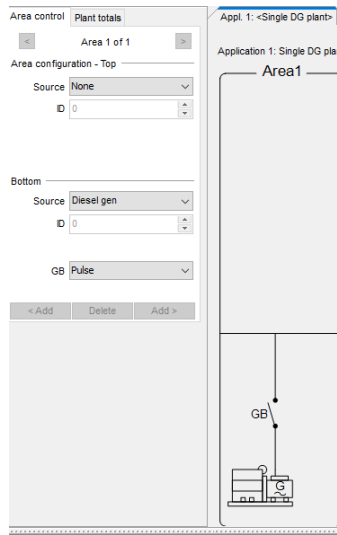 Area control Plant totals
< Area 1 of 1 >
Area configuration - Top
Source None
ID 0
Bottom
Source Diesel gen
ID 0
GB Pulse
< Add Delete Add >
Appl. 1: <Single DG plant>
Application 1: Single DG pla
Area1
GB
G